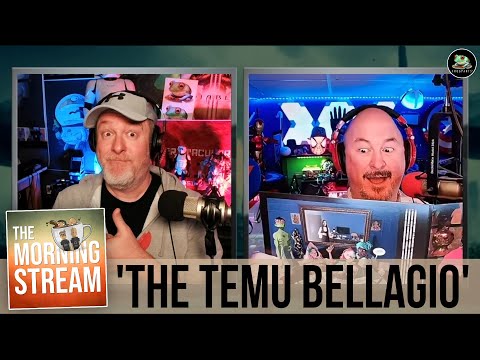 THE
MORNING
STREAM
'THE TEMU BELLAGIO'